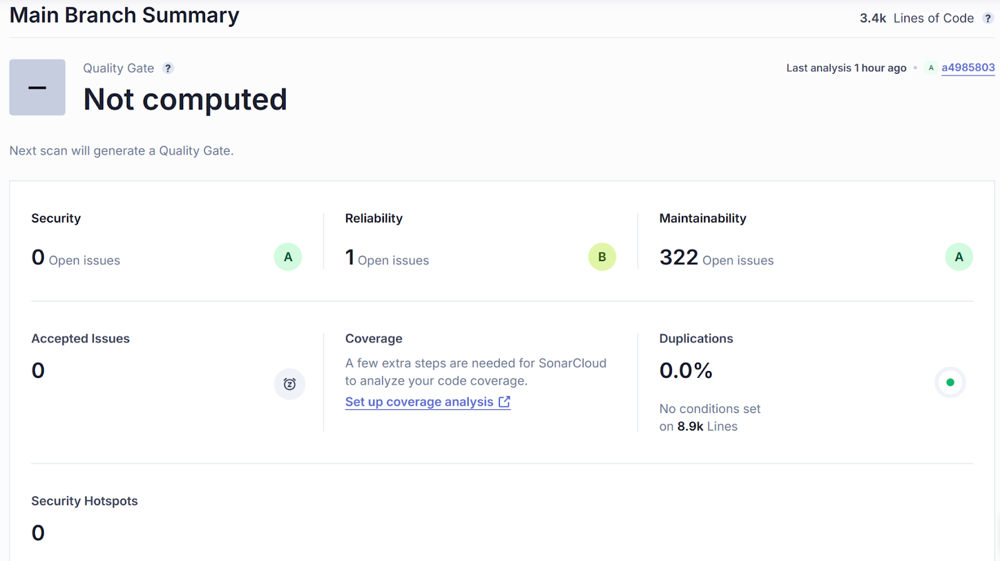 Main Branch Summary
3.4k Lines of Code ?
Quality Gate ?
Last analysis 1 hour ago • A a4985803
Not computed
Next scan will generate a Quality Gate.
Security
0 Open issues
A
Reliability
1 Open issues
B
Maintainability
322 Open issues
A
Accepted Issues
0
Coverage
A few extra steps are needed for SonarCloud
to analyze your code coverage.
Set up coverage analysis
Duplications
0.0%
No conditions set
on 8.9k Lines
Security Hotspots
0